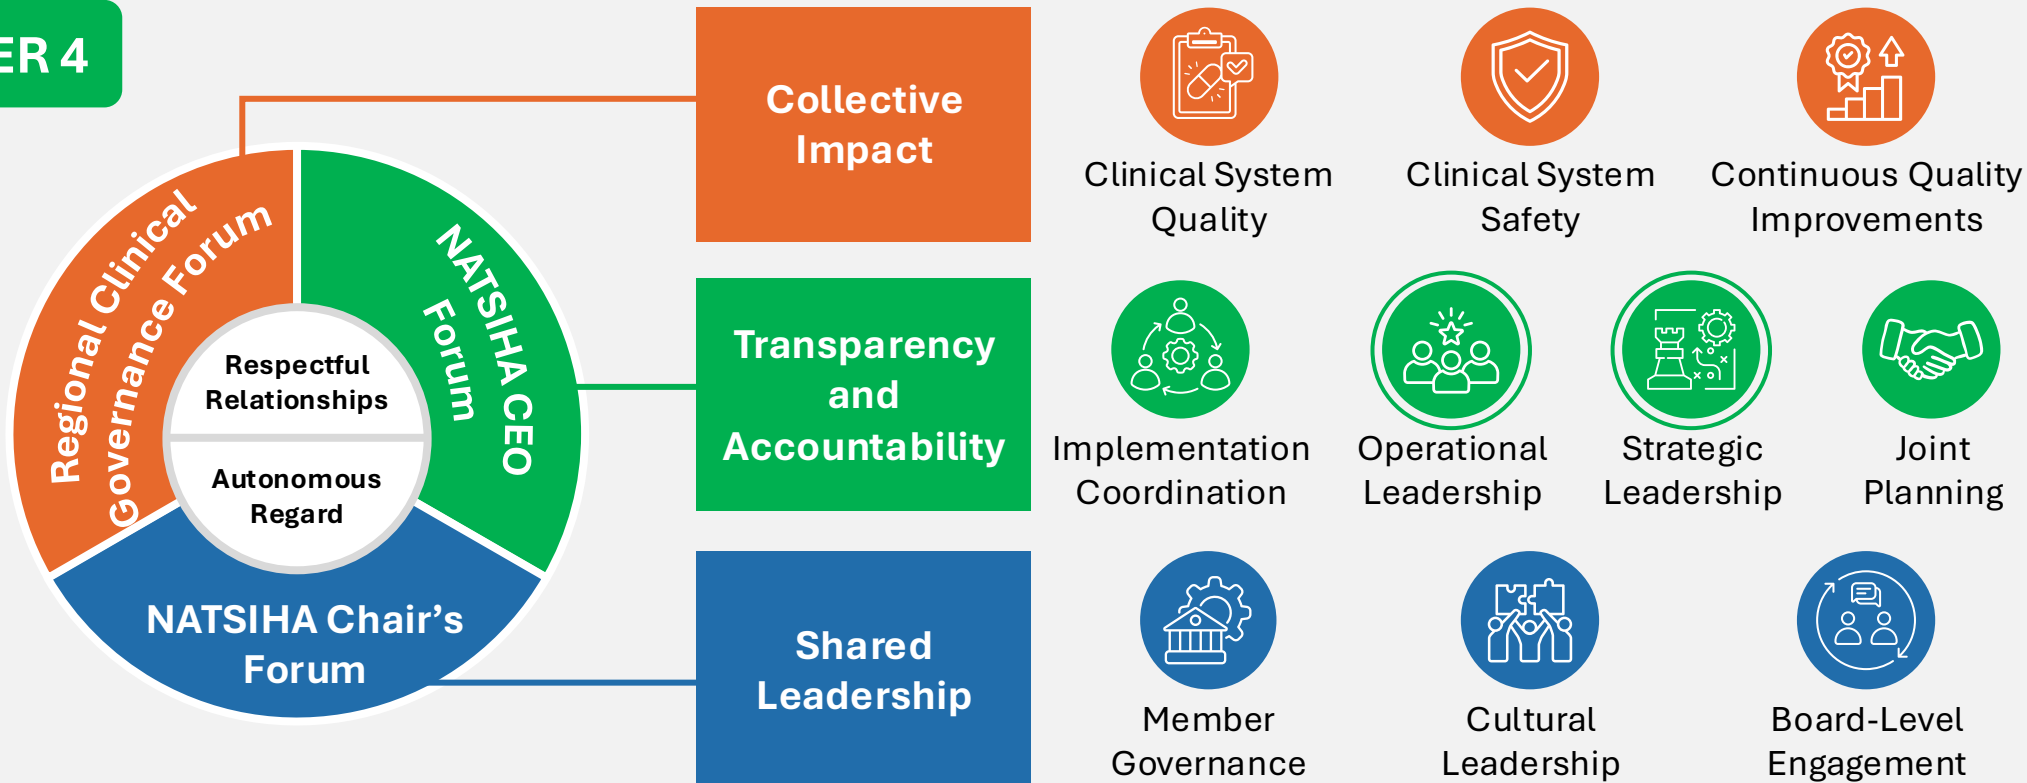 ER 4
Regional Clinical
Governance Forum
NATSIHA CEO
Forum
Respectful
Relationships
Autonomous
Regard
NATSIHA Chair’s
Forum
Collective
Impact
Clinical System
Quality
Clinical System
Safety
Continuous Quality
Improvements
Transparency
and
Accountability
Implementation
Coordination
Operational
Leadership
Strategic
Leadership
Joint
Planning
Shared
Leadership
Member
Governance
Cultural
Leadership
Board-Level
Engagement